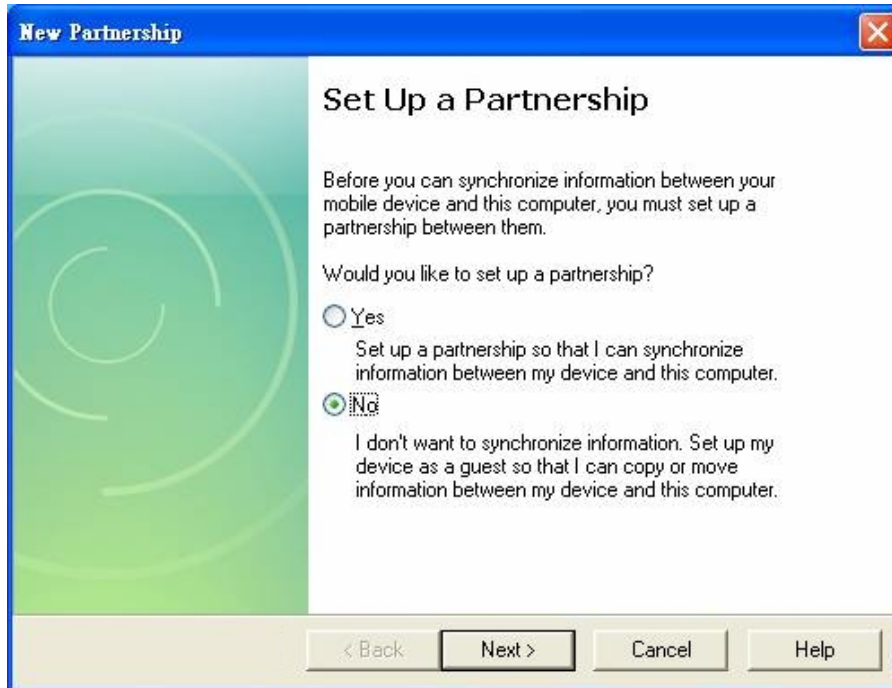 New Partnership
Set Up a Partnership
Before you can synchronize information between your
mobile device and this computer, you must set up a
partnership between them.
Would you like to set up a partnership?
Yes
Set up a partnership so that I can synchronize
information between my device and this computer.
No
I don't want to synchronize information. Set up my
device as a guest so that I can copy or move
information between my device and this computer.
< Back Next > Cancel Help